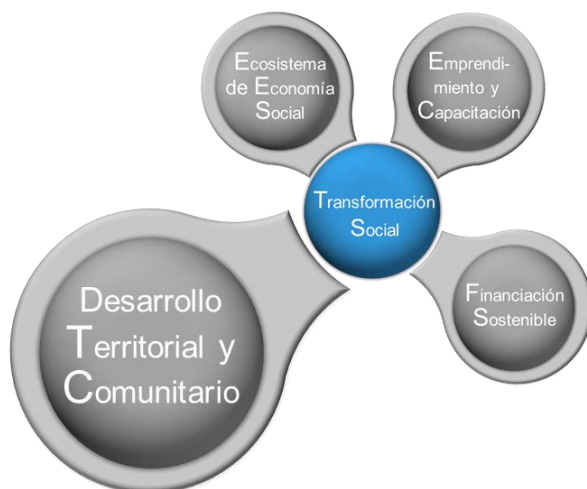 Ecosistema
de Economía
Social
Emprendi-
miento y
Capacitación
Transformación
Social
Financiación
Sostenible
Desarrollo
Territorial y
Comunitario